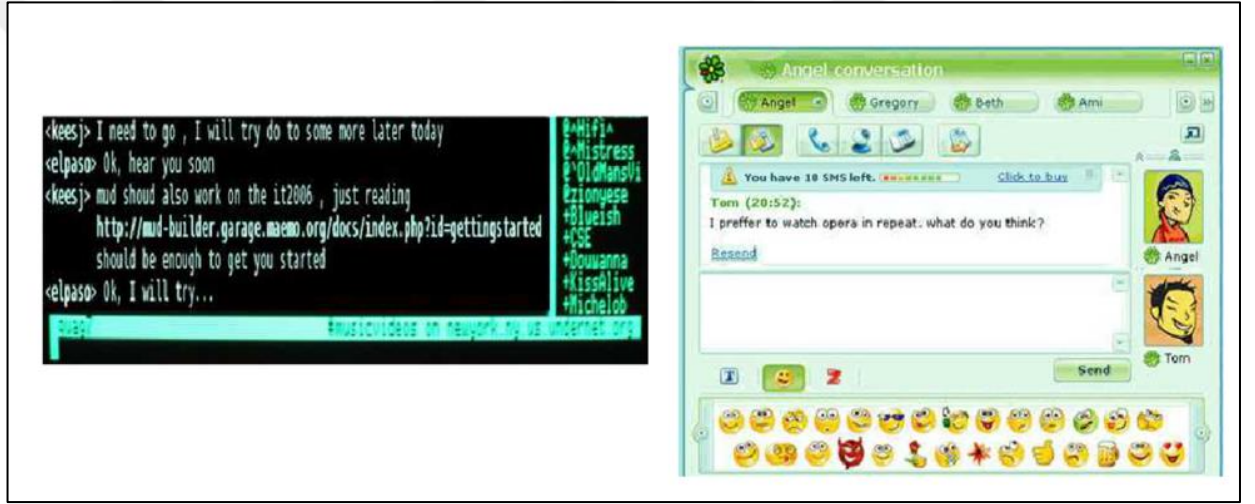 <keesj> I need to go , I will try do to some more later today
<elpaso> Ok, hear you soon
<keesj> mud shoud also work on the it2006 , just reading
http://mud-builder.garage.maemo.org/docs/index.php?id=gettingstarted
should be enough to get you started
<elpaso> Ok, I will try...
@^Hifi^
@^Mistress
@^OldMansVi
@zionyese
+Blueish
+CSE
+Douwanna
+KissAlive
+Michelob
#musicvideos on newyork.ny.us.undernet.org
Angel conversation
Angel
Gregory
Beth
Ami
You have 10 SMS left.
Click to buy
Tom (20:52):
I preffer to watch opera in repeat. what do you think?
Resend
Angel
Tom
T
Send